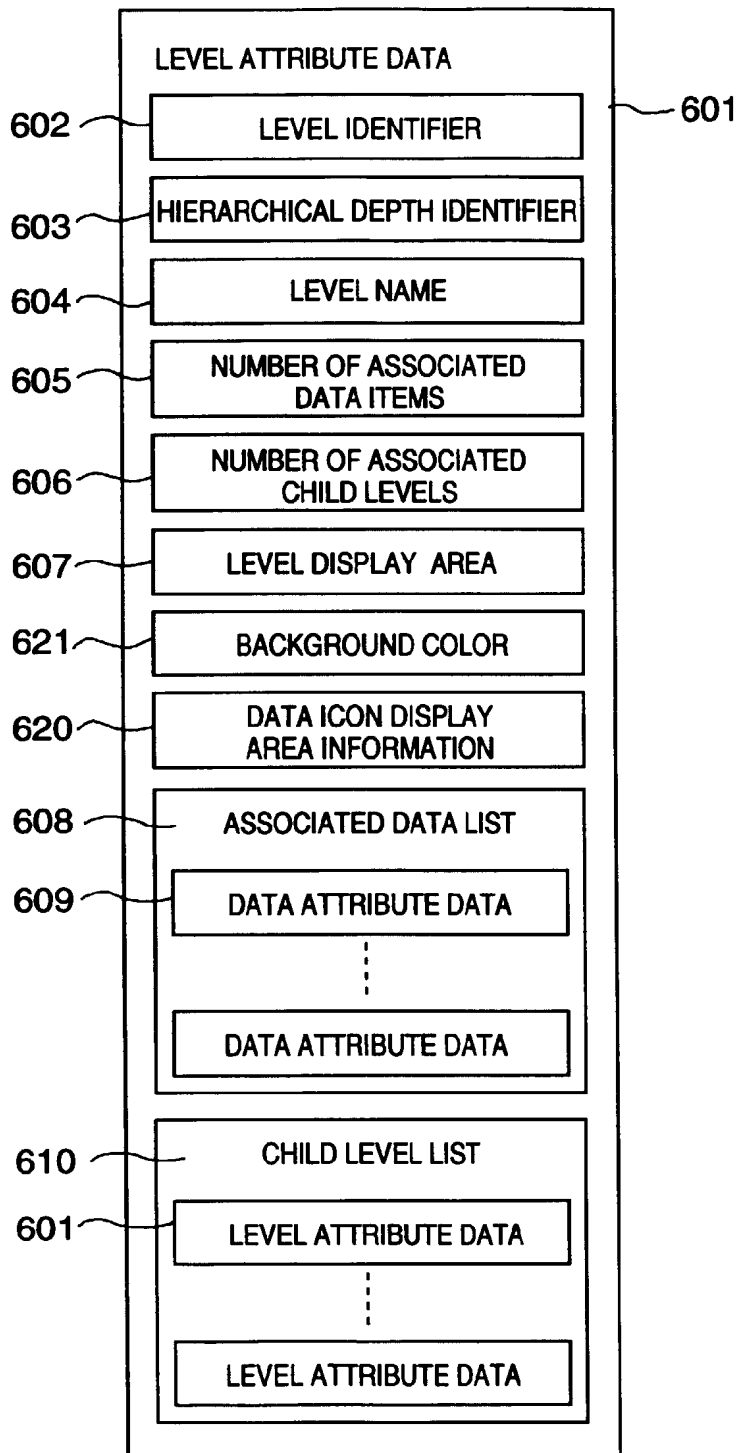 LEVEL ATTRIBUTE DATA
601
602
LEVEL IDENTIFIER
603
HIERARCHICAL DEPTH IDENTIFIER
604
LEVEL NAME
605
NUMBER OF ASSOCIATED
DATA ITEMS
606
NUMBER OF ASSOCIATED
CHILD LEVELS
607
LEVEL DISPLAY AREA
621
BACKGROUND COLOR
620
DATA ICON DISPLAY
AREA INFORMATION
608
ASSOCIATED DATA LIST
609
DATA ATTRIBUTE DATA
DATA ATTRIBUTE DATA
610
CHILD LEVEL LIST
601
LEVEL ATTRIBUTE DATA
LEVEL ATTRIBUTE DATA